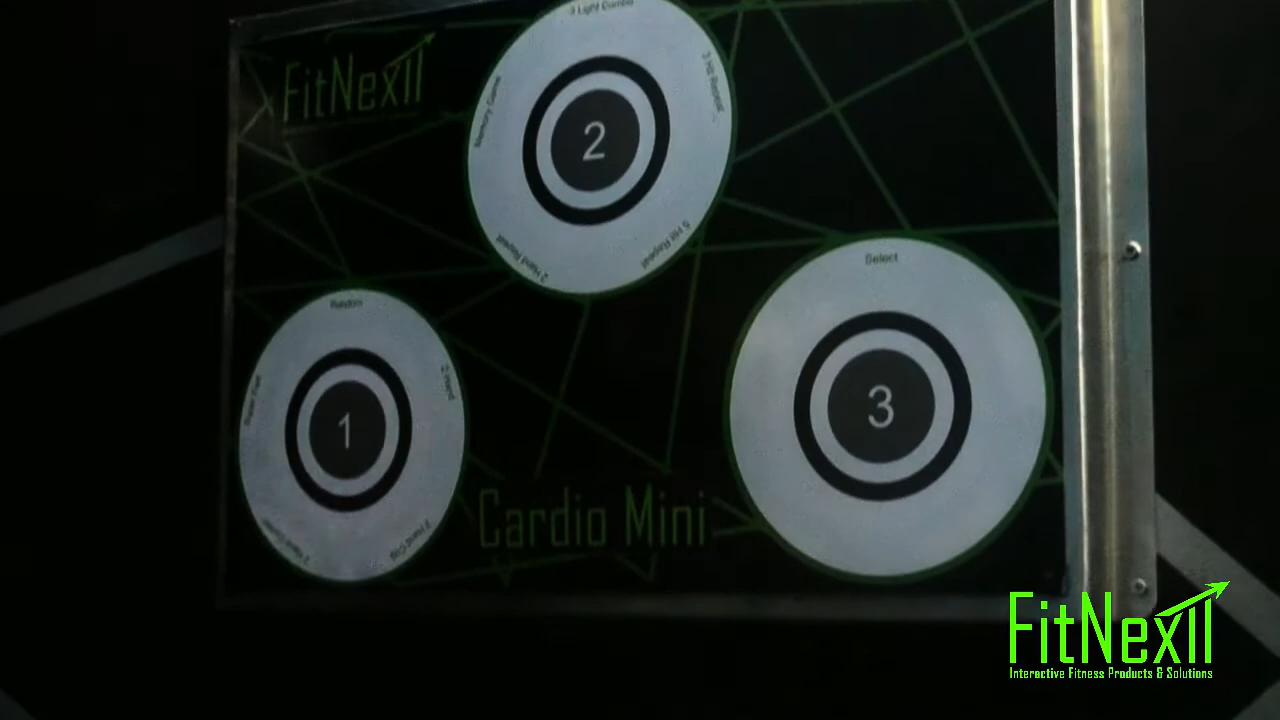 FitNexII
3 Light Combo
3 Hit Repeat
Memory Game
2
5 Hit Repeat
2 Hand Repeat
Select
Random
2 Hand
1
3
Cardio Mini
FitNexII
Interactive Fitness Products & Solutions